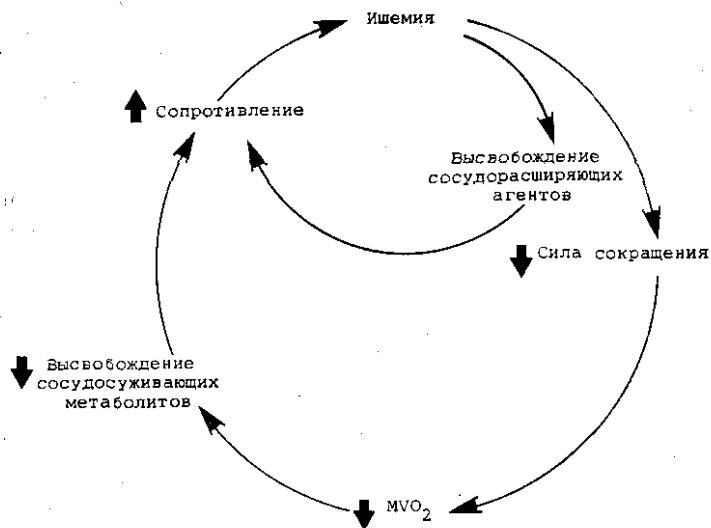 Ишемия
Сопротивление
Высвобождение
сосудорасширяющих
агентов
Сила сокращения
Высвобождение
сосудосуживающих
метаболитов
MVO₂